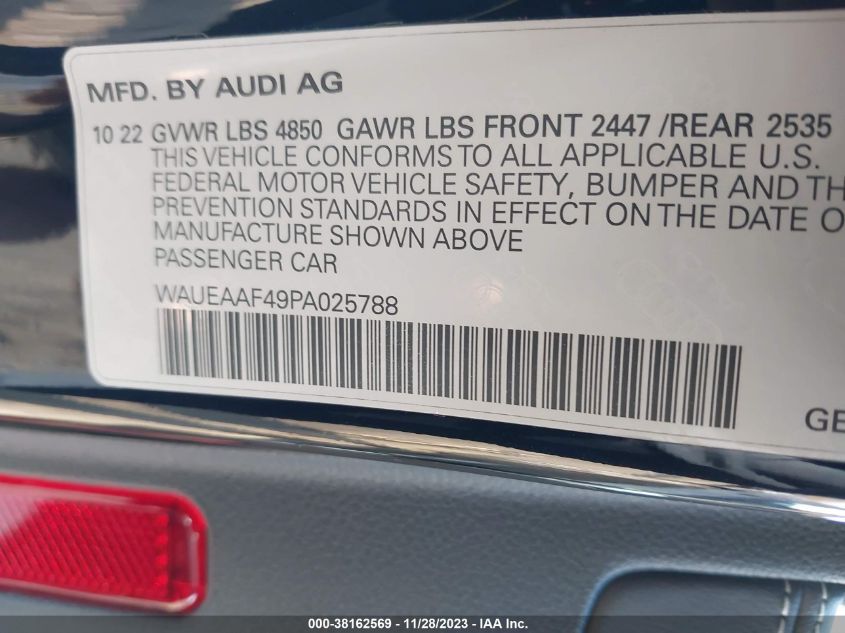 MFD. BY AUDI AG
10 22 GVWR LBS 4850 GAWR LBS FRONT 2447 /REAR 2535
THIS VEHICLE CONFORMS TO ALL APPLICABLE U.S.
FEDERAL MOTOR VEHICLE SAFETY, BUMPER AND TH
PREVENTION STANDARDS IN EFFECT ON THE DATE O
MANUFACTURE SHOWN ABOVE
PASSENGER CAR
WAUEAAF49PA025788
GE
000-38162569 - 11/28/2023 - IAA Inc.